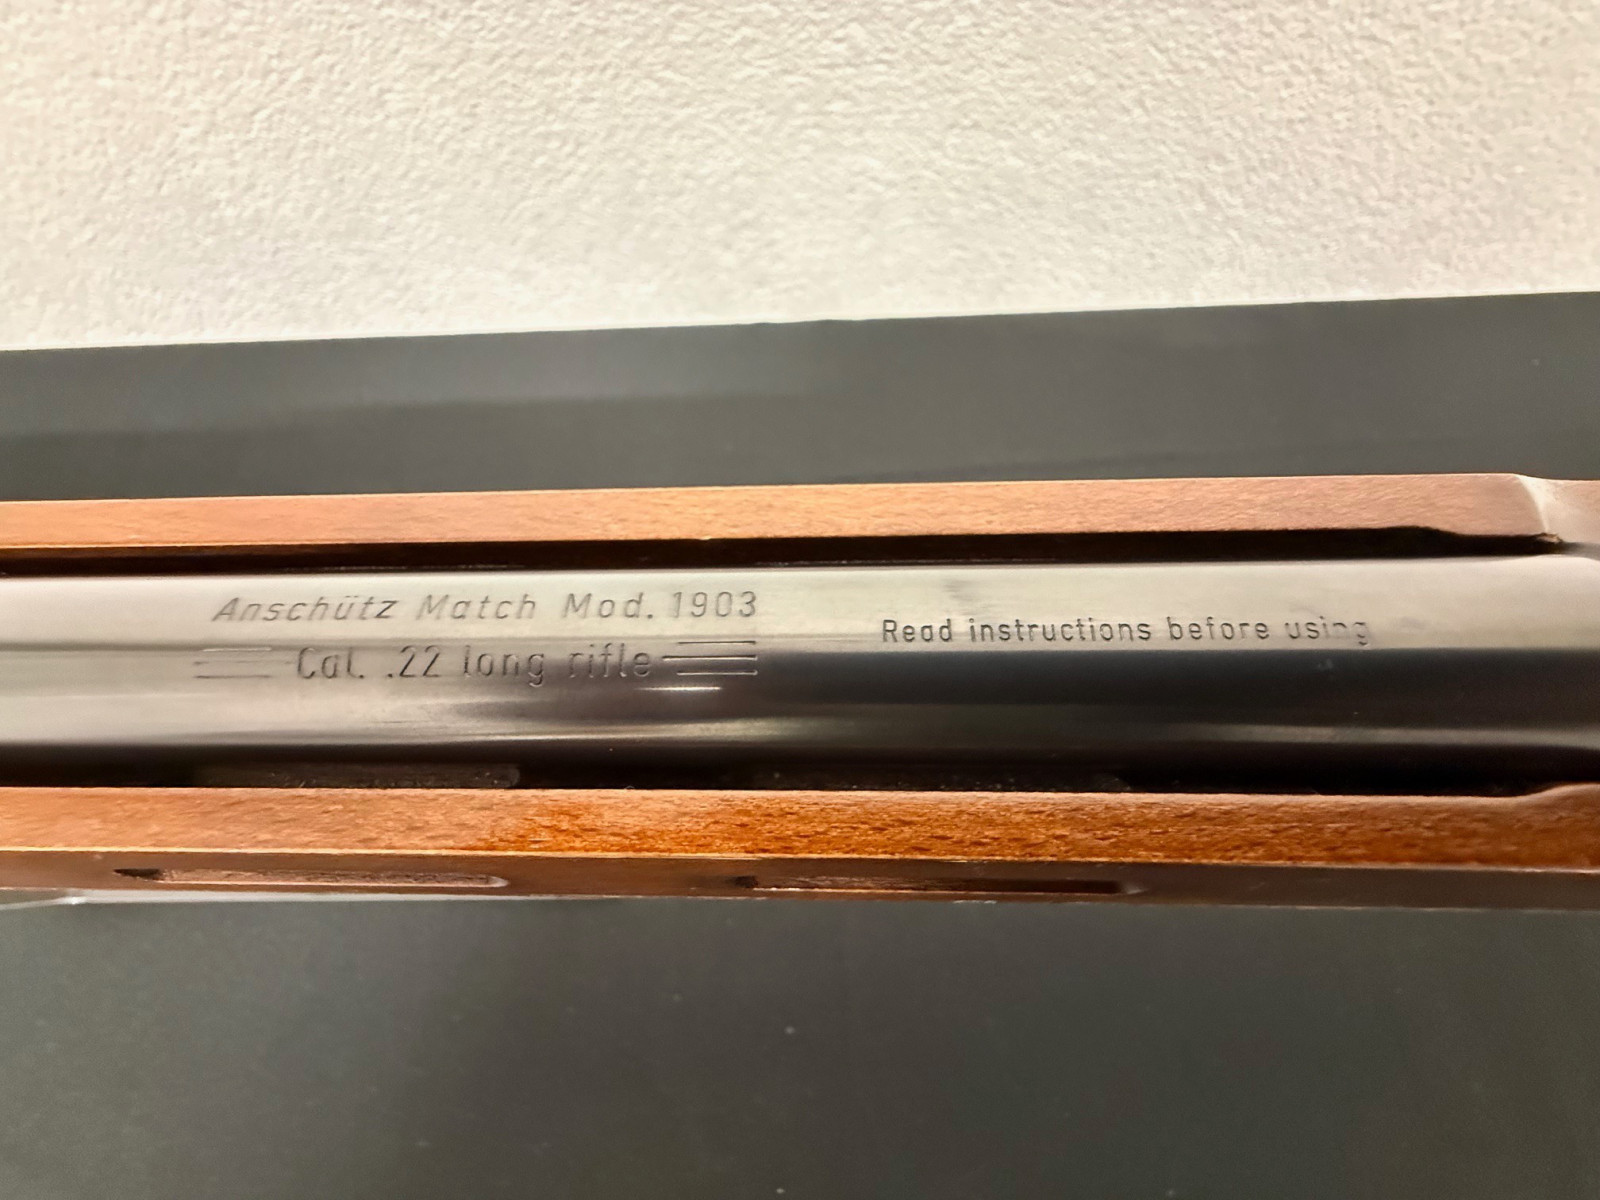 Anschütz Match Mod. 1903
Cal. .22 long rifle
Read instructions before using